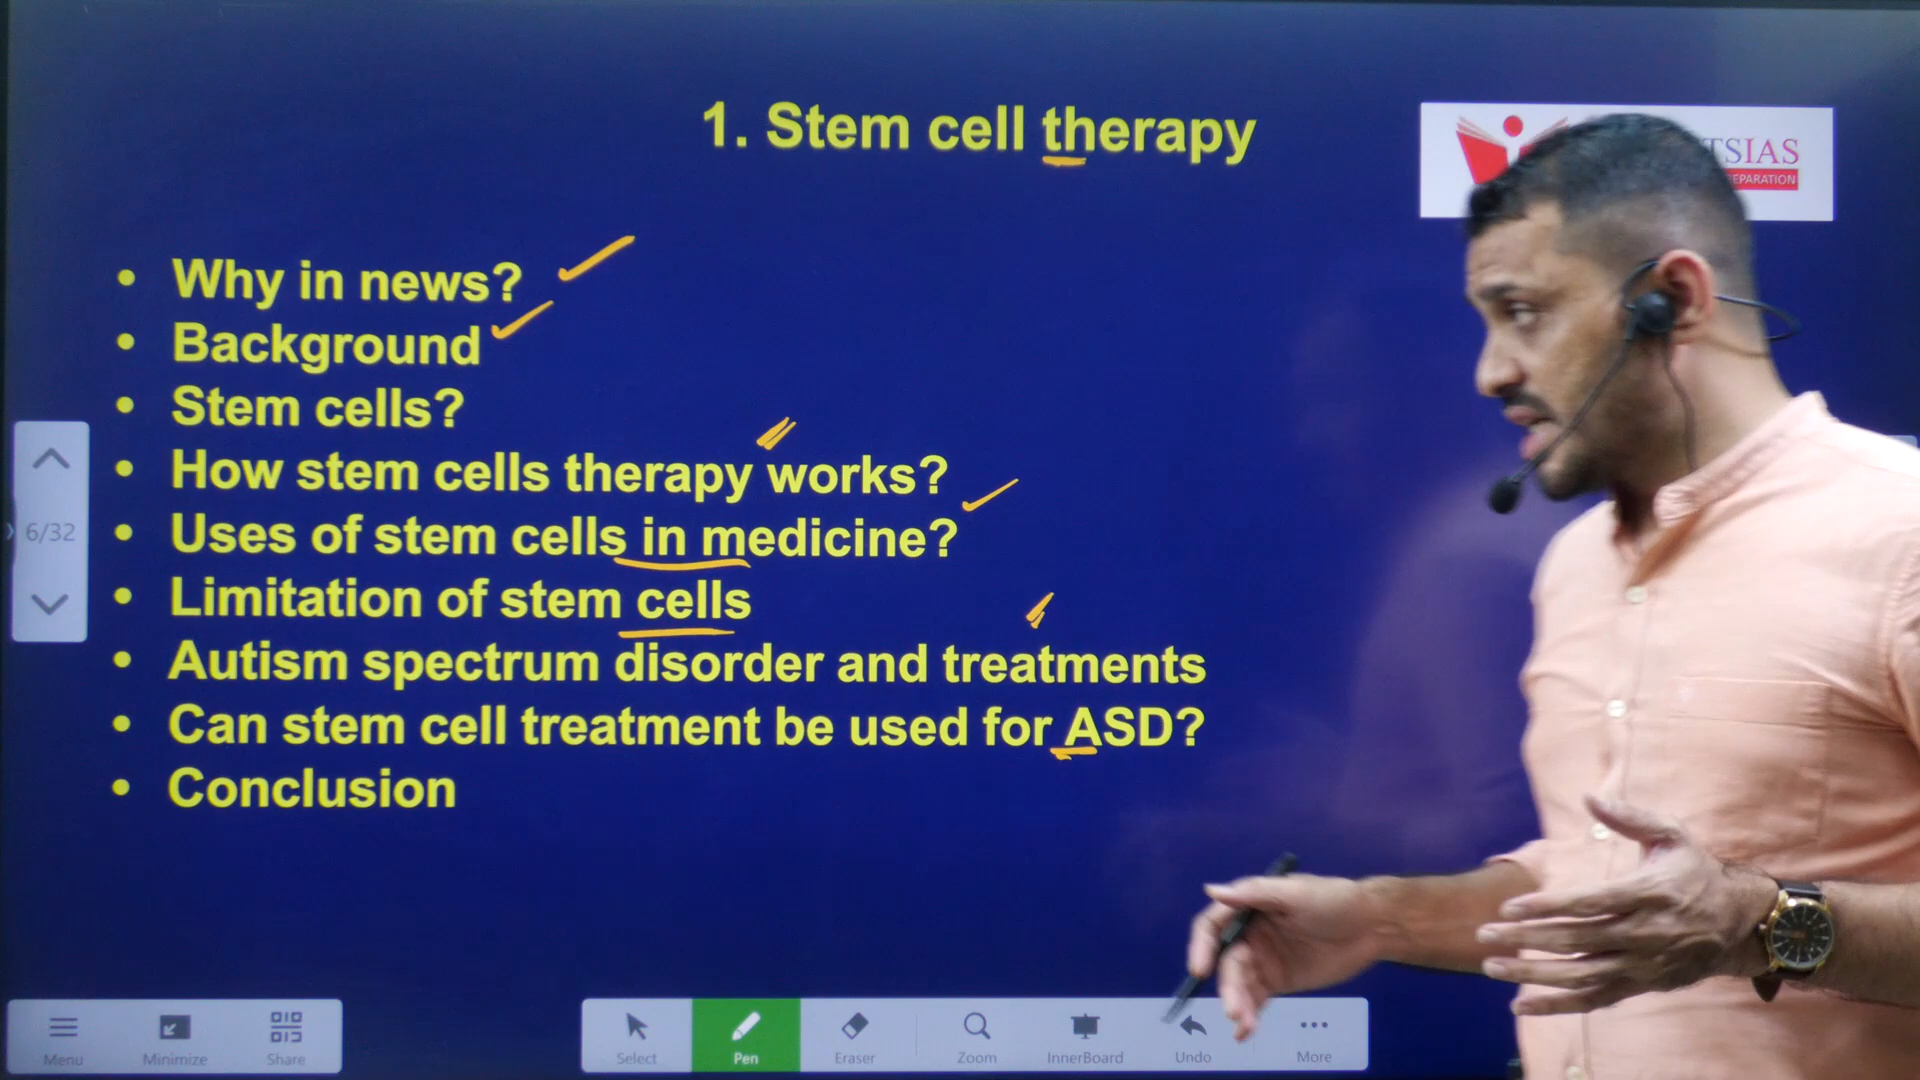 1. Stem cell therapy
TSIAS
• Why in news?
• Background
• Stem cells?
• How stem cells therapy works?
• Uses of stem cells in medicine?
• Limitation of stem cells
• Autism spectrum disorder and treatments
• Can stem cell treatment be used for ASD?
• Conclusion
6/32
Menu Minimize Share Select Pen Eraser Zoom InnerBoard Undo More